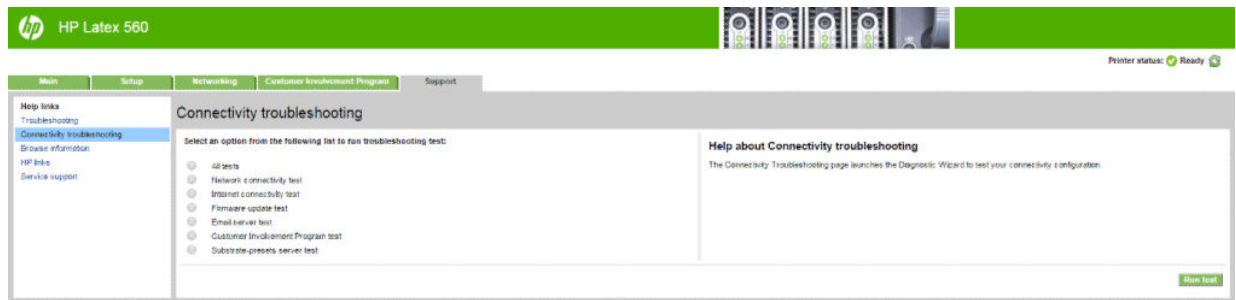 hp HP Latex 560
Printer status: Ready
Main Setup Networking Customer Involvement Program Support
Help links
Troubleshooting
Connectivity troubleshooting
Browse information
HP links
Service support
Connectivity troubleshooting
Select an option from the following list to run troubleshooting test:
All tests
Network connectivity test
Internet connectivity test
Firmware update test
Email server test
Customer Involvement Program test
Substrate-presets server test
Help about Connectivity troubleshooting
The Connectivity Troubleshooting page launches the Diagnostic Wizard to test your connectivity configuration.
Run test